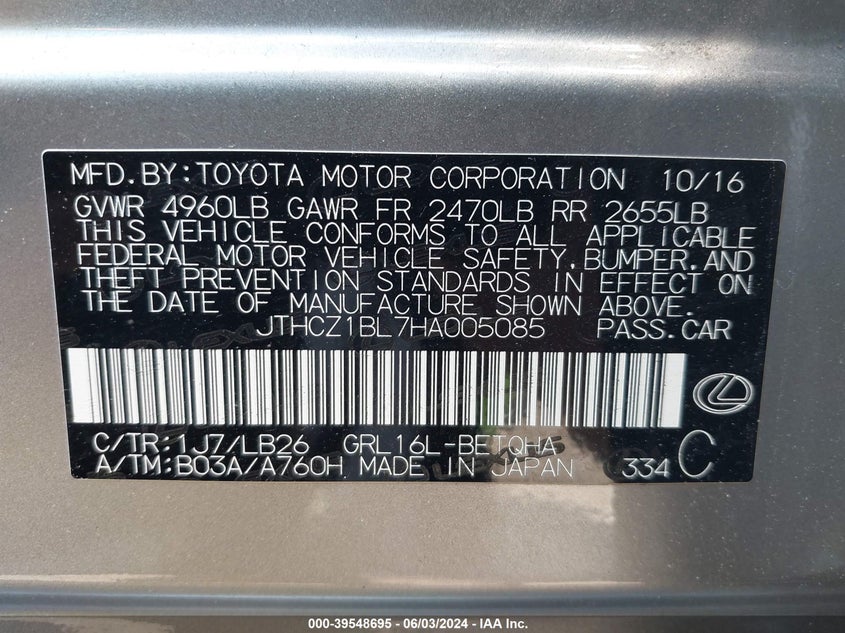 MFD.BY:TOYOTA MOTOR CORPORATION 10/16
GVWR 4960LB GAWR FR 2470LB RR 2655LB
THIS VEHICLE CONFORMS TO ALL APPLICABLE
FEDERAL MOTOR VEHICLE SAFETY,BUMPER,AND
THEFT PREVENTION STANDARDS IN EFFECT ON
THE DATE OF MANUFACTURE SHOWN ABOVE.
JTHCZ1BL7HA005085 PASS.CAR
C/TR:1J7/LB26 GRL16L-BETQHA
A/TM:B03A/A760H MADE IN JAPAN 334 C
000-39548695 - 06/03/2024 - IAA Inc.